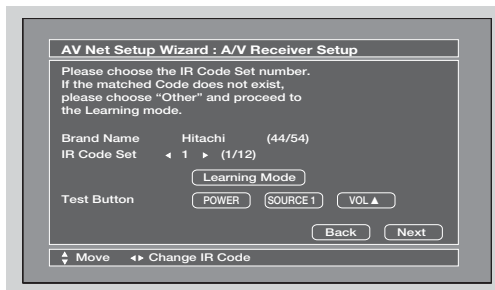 AV Net Setup Wizard : A/V Receiver Setup
Please choose the IR Code Set number.
If the matched Code does not exist,
please choose “Other” and proceed to
the Learning mode.
Brand Name Hitachi (44/54)
IR Code Set ◂ 1 ▸ (1/12)
Learning Mode
Test Button POWER SOURCE 1 VOL ▲
Back Next
Move ◂▸ Change IR Code